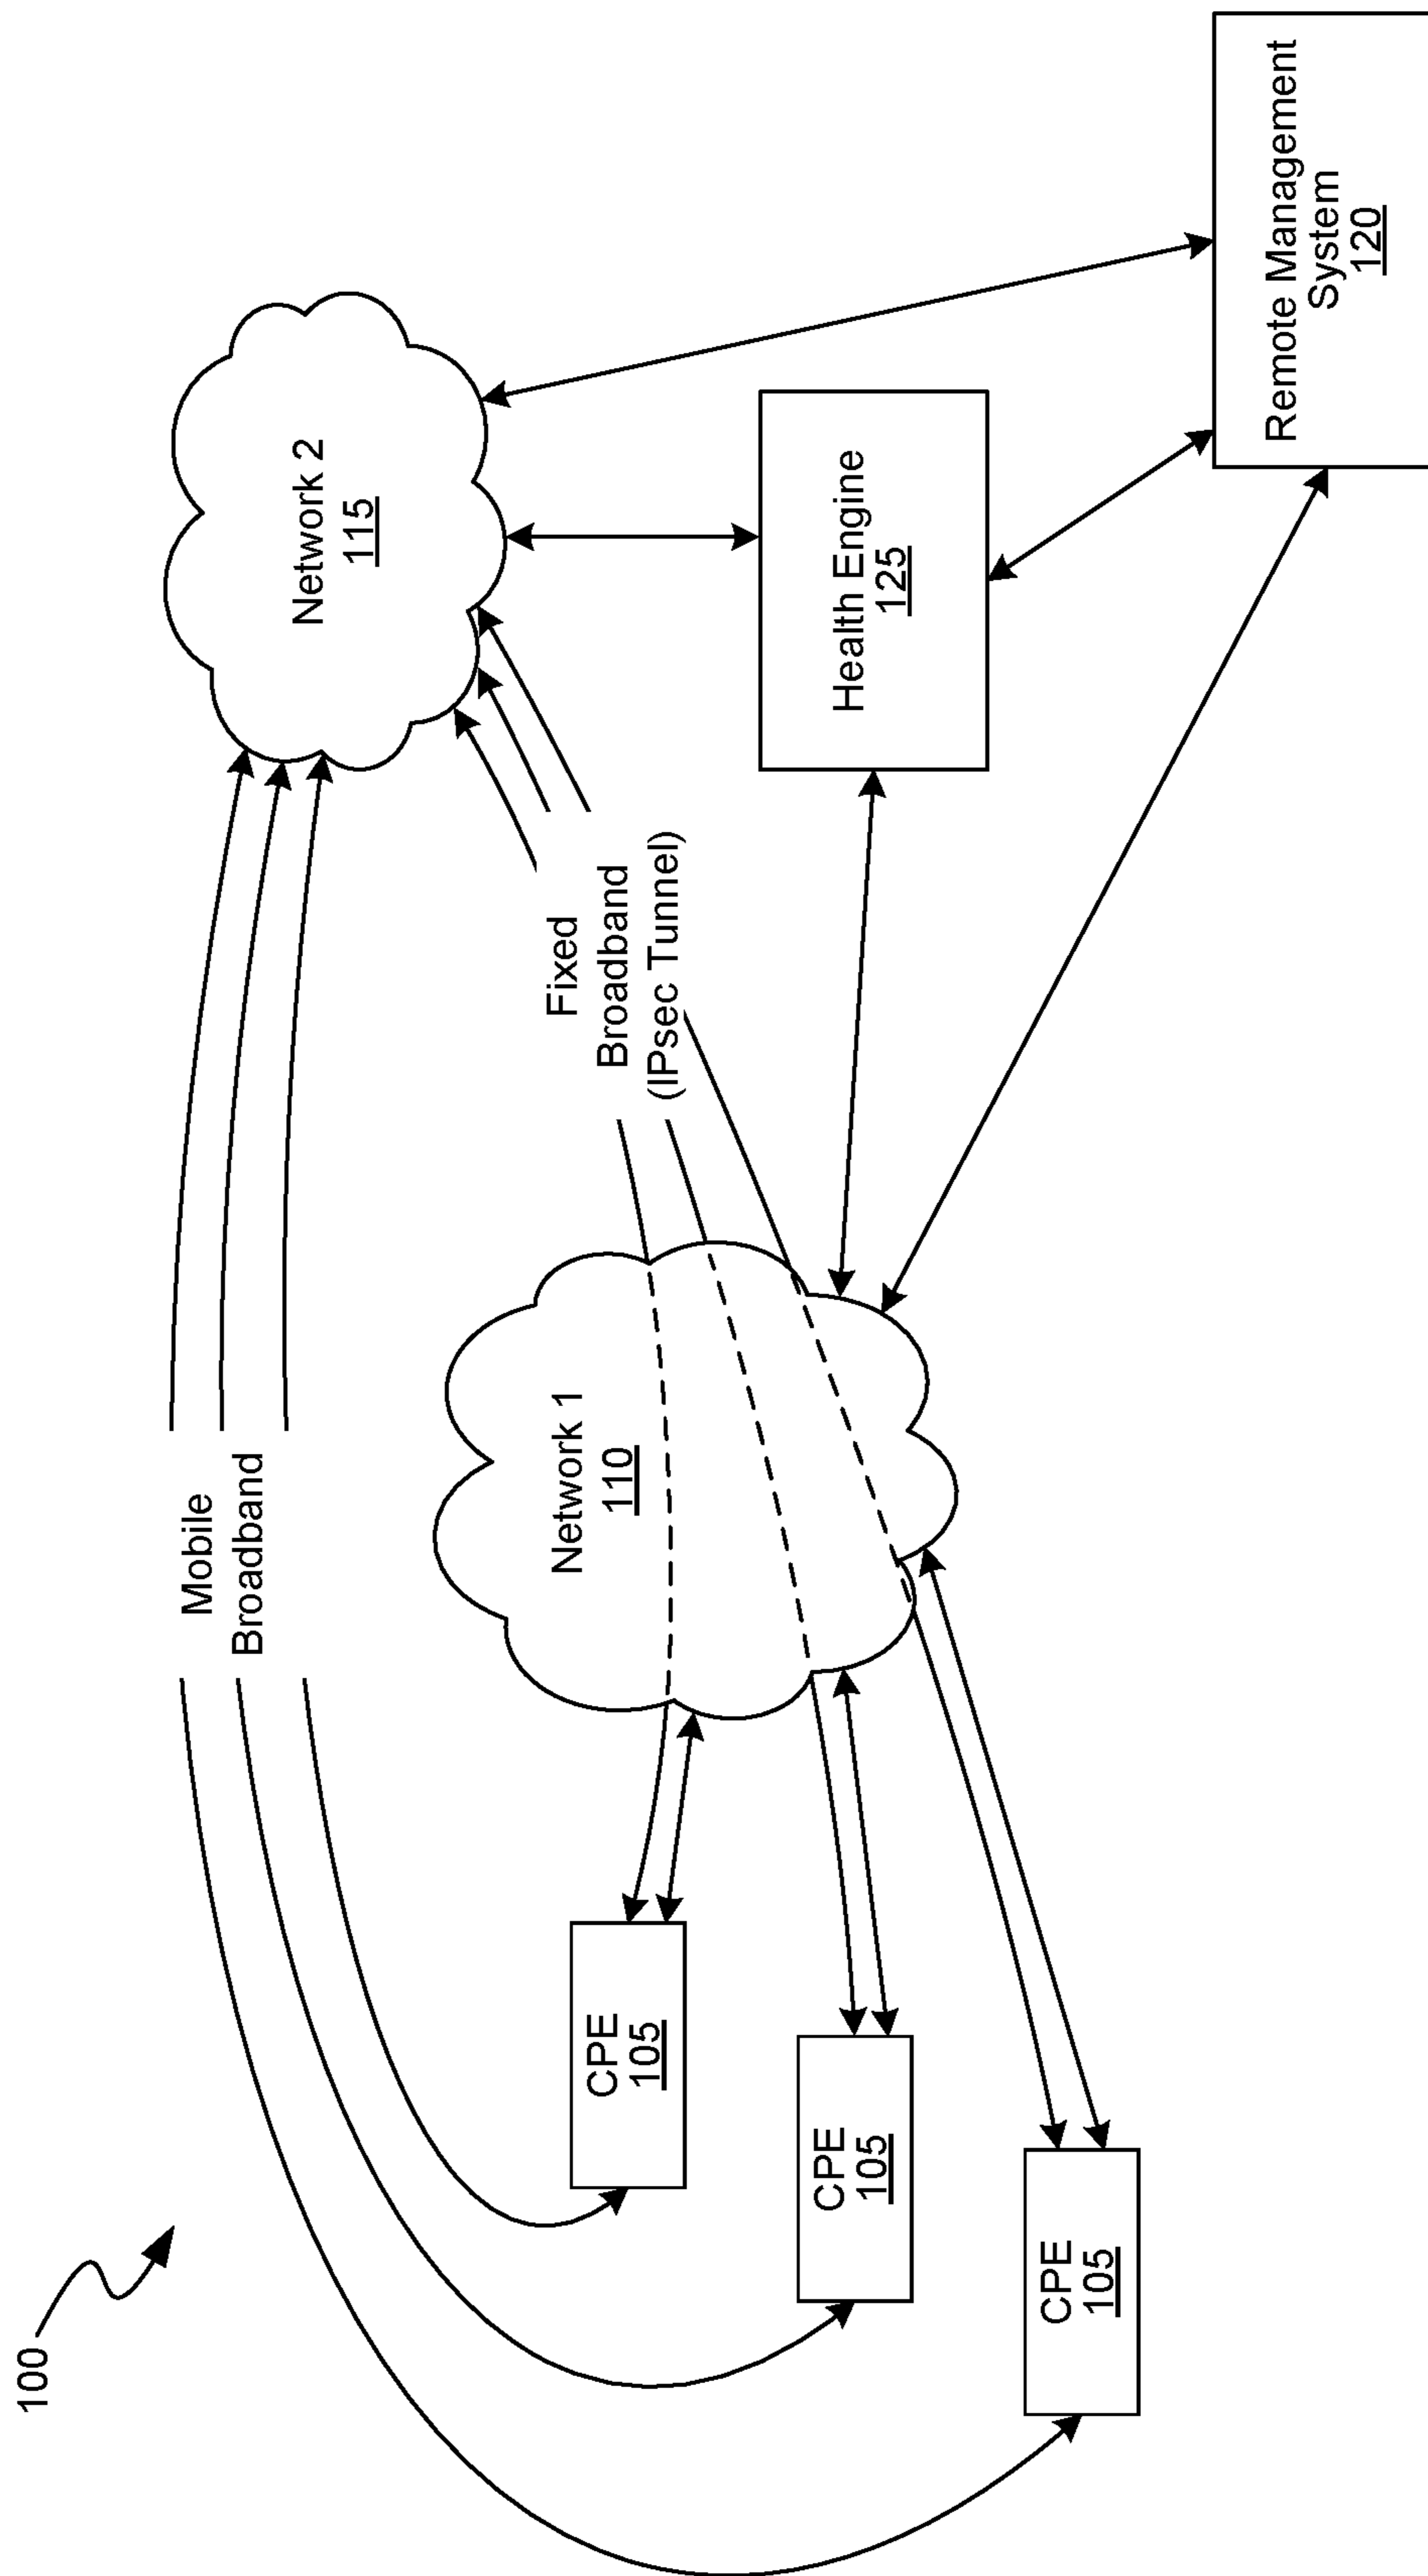 100
Mobile
Broadband
Network 2
115
Fixed
Broadband
(IPsec Tunnel)
Network 1
110
CPE
105
CPE
105
CPE
105
Health Engine
125
Remote Management
System
120